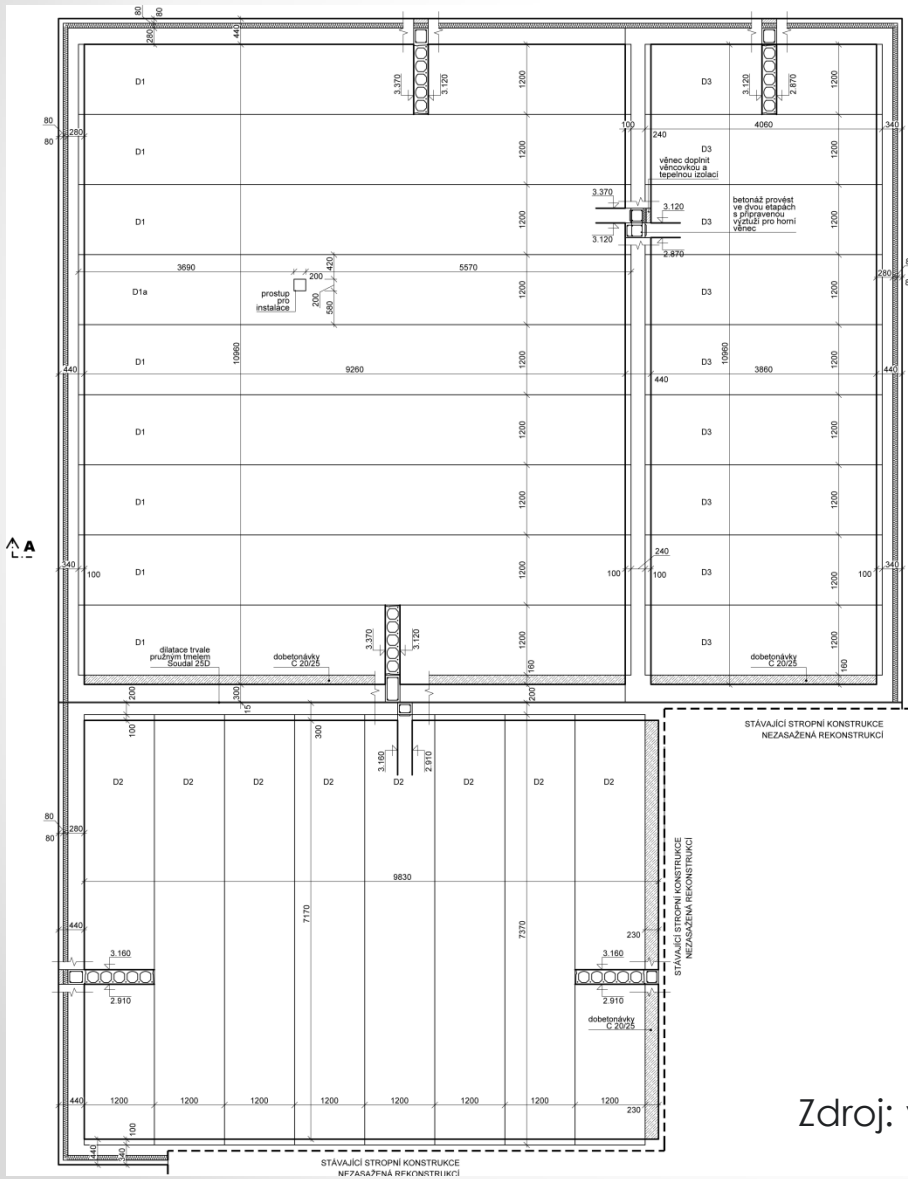 80
80
280
440
D1
3.370
3.120
1200
3.120
2.870
D3
1200
80
280
80
100
4060
340
240
D1
1200
D3
1200
věnec doplnit
věncovkou a
tepelnou izolací
3.370
D1
1200
3.120
D3
1200
betonáž provést
ve dvou etapách
s připravenou
výztuží pro horní
věnec
3.120
2.870
3690
200
420
5570
280
D1a
prostup
pro
instalace
200
580
1200
D3
1200
10960
10960
440
D1
9260
1200
440
D3
3860
1200
440
D1
1200
D3
1200
D1
1200
D3
1200
A
340
100
D1
1200
100
240
100
D3
1200
100
340
D1
3.370
3.120
1200
D3
1200
dilatace trvale
pružným tmelem
Soudal 25D
dobetonávky
C 20/25
160
dobetonávky
C 20/25
160
200
300
15
200
100
300
STÁVAJÍCÍ STROPNÍ KONSTRUKCE
NEZASAŽENÁ REKONSTRUKCÍ
3.160
2.910
D2
D2
D2
D2
D2
D2
D2
D2
80
280
80
9830
STÁVAJÍCÍ STROPNÍ KONSTRUKCE
NEZASAŽENÁ REKONSTRUKCÍ
7170
7370
440
230
3.160
2.910
3.160
2.910
dobetonávky
C 20/25
440
1200
1200
1200
1200
1200
1200
1200
1200
230
100
440
340
STÁVAJÍCÍ STROPNÍ KONSTRUKCE
NEZASAŽENÁ REKONSTRUKCÍ
Zdroj: